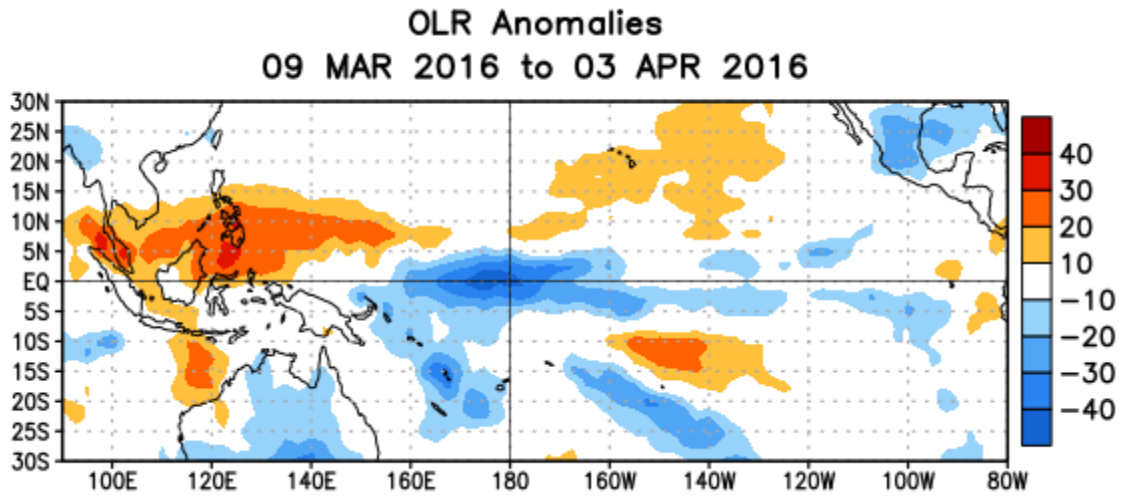 OLR Anomalies
09 MAR 2016 to 03 APR 2016
30N
25N
20N
15N
10N
5N
EQ
5S
10S
15S
20S
25S
30S
100E 120E 140E 160E 180 160W 140W 120W 100W 80W
40
30
20
10
−10
−20
−30
−40